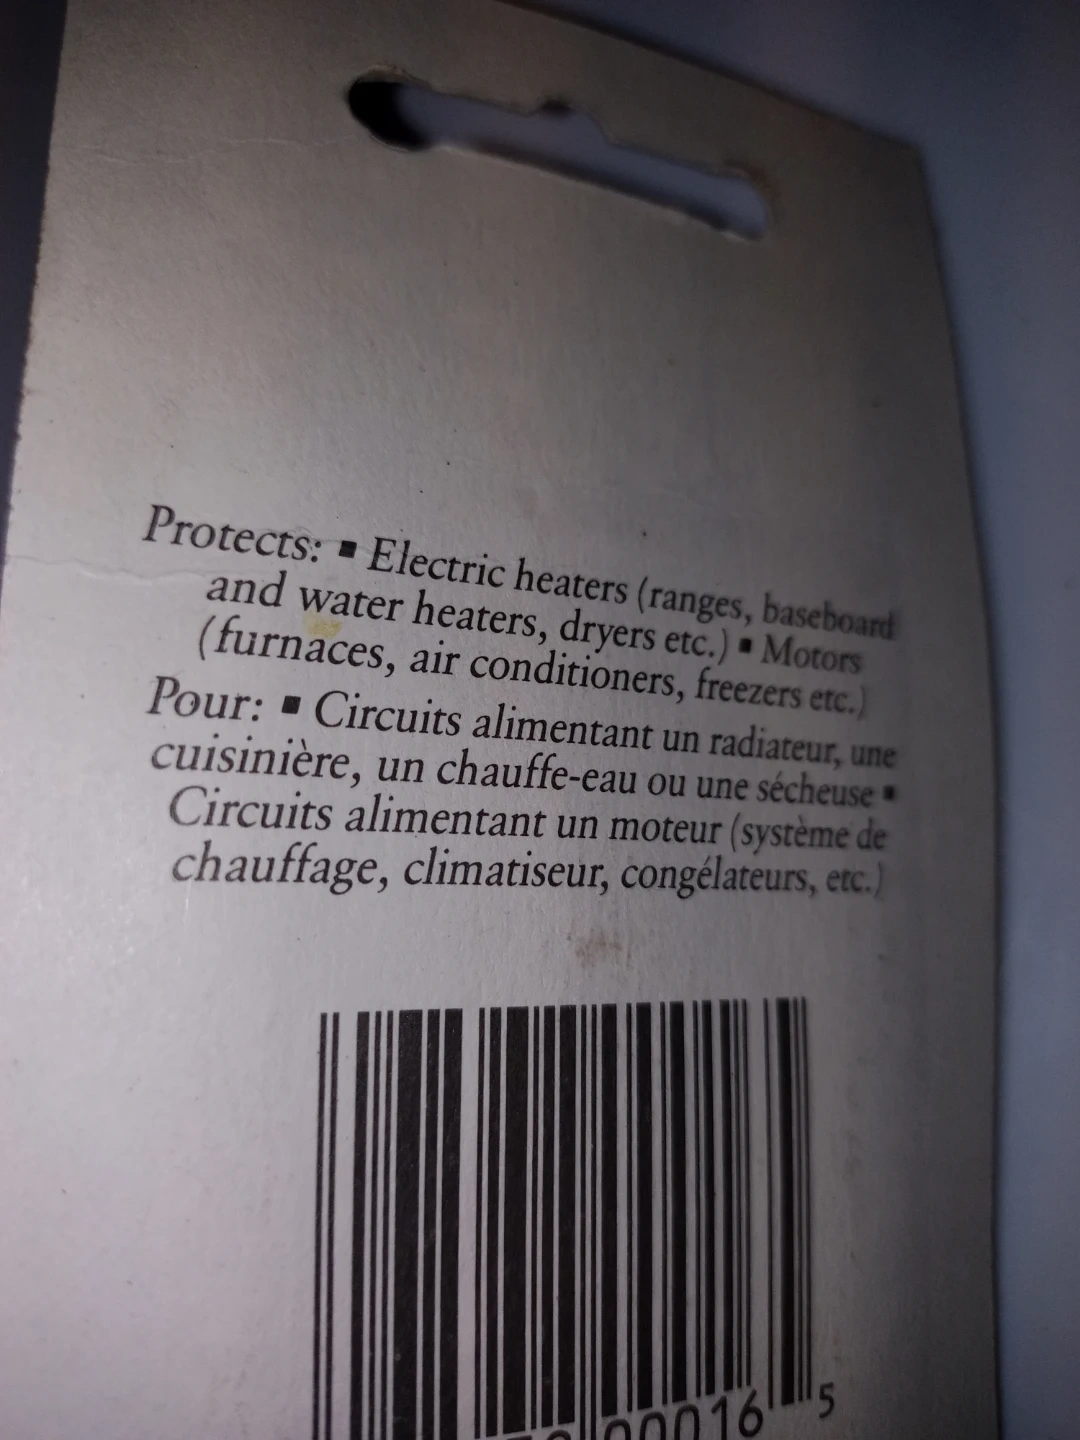 Protects: ▪ Electric heaters (ranges, baseboard
and water heaters, dryers etc.) ▪ Motors
(furnaces, air conditioners, freezers etc.)
Pour: ▪ Circuits alimentant un radiateur, une
cuisinière, un chauffe-eau ou une sécheuse ▪
Circuits alimentant un moteur (système de
chauffage, climatiseur, congélateurs, etc.)
00016 5